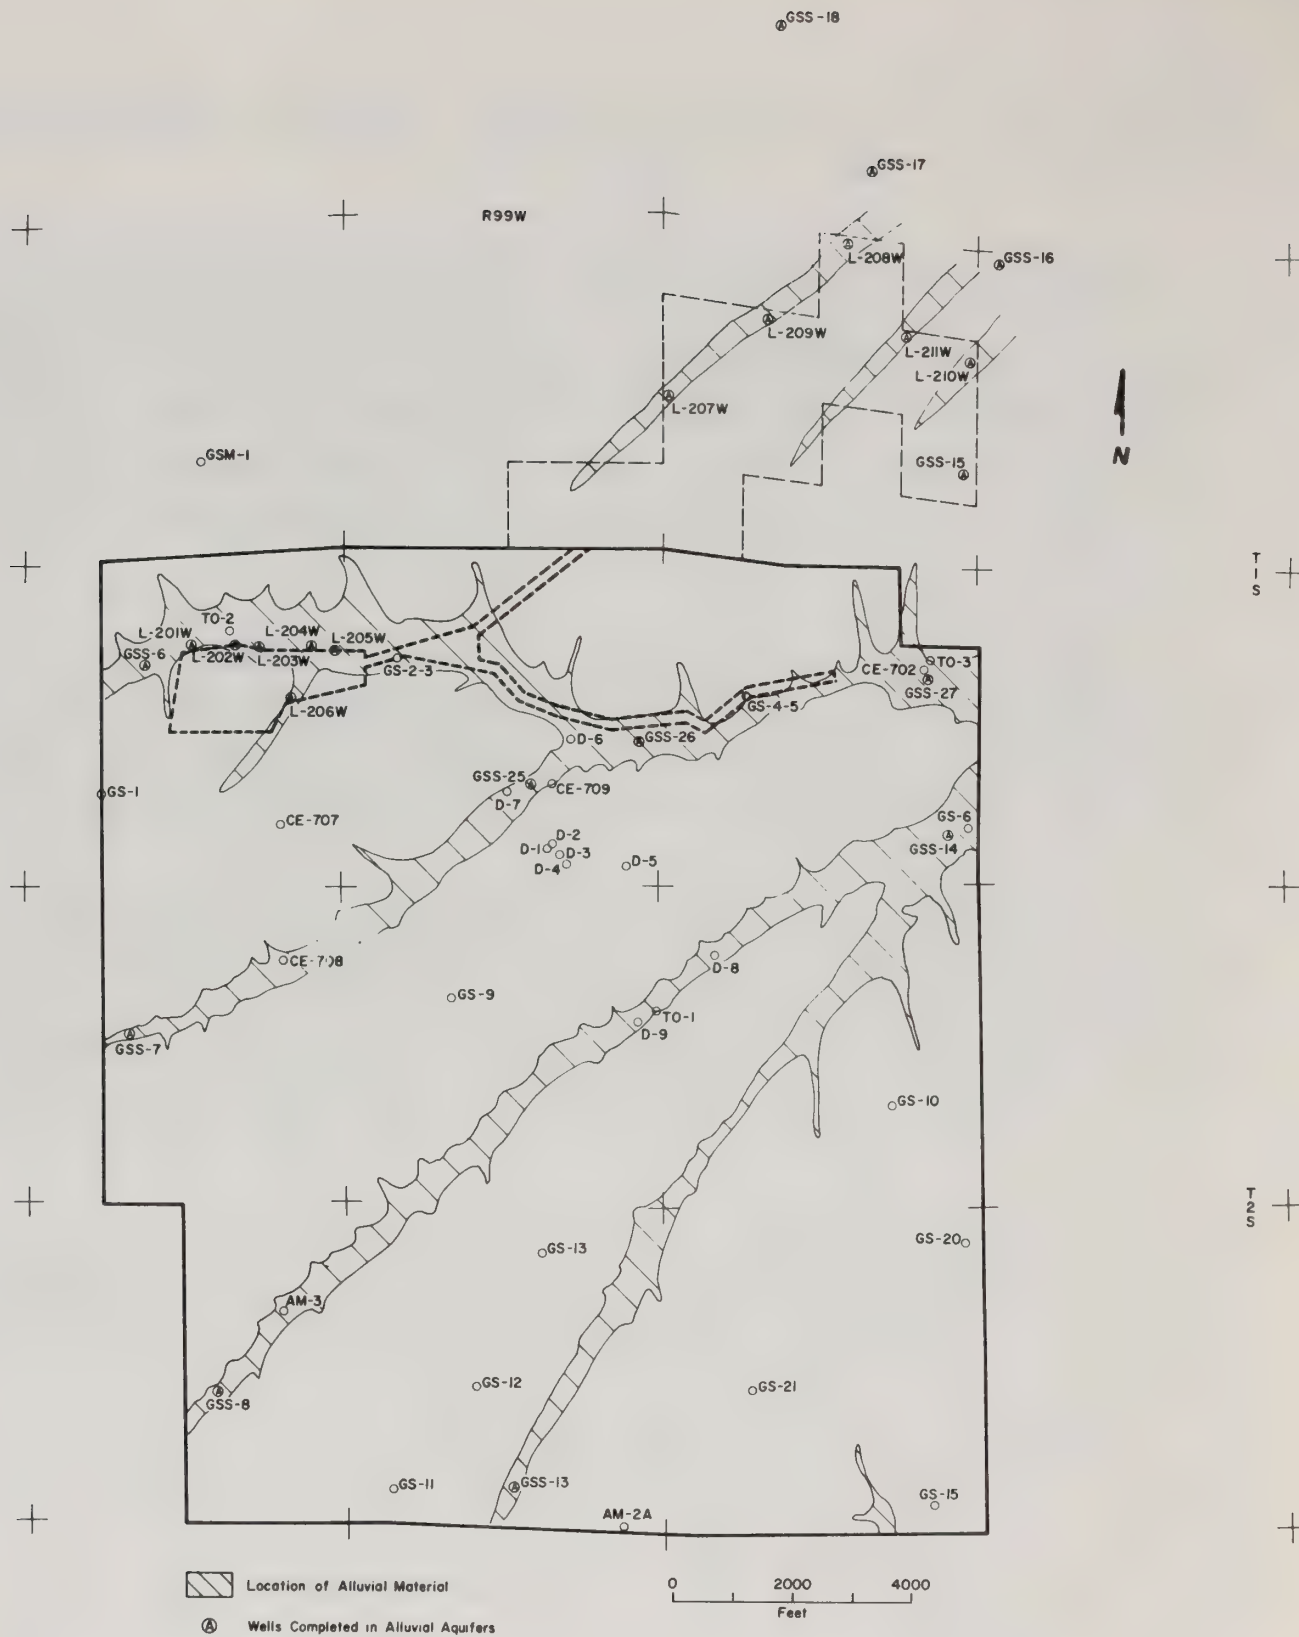 GSS-18
GSS-17
R99W
L-208W
GSS-16
L-209W
L-211W
L-210W
L-207W
N
GSM-1
GSS-15
T1S
TO-2
L-201W
L-204W
L-205W
GSS-6
L-202W
L-203W
GS-2-3
TO-3
CE-702
GSS-27
L-206W
GS-4-5
D-6
GSS-26
GSS-25
CE-709
D-7
GS-1
GS-6
CE-707
D-2
D-1
D-3
GSS-14
D-4
D-5
CE-708
D-8
GS-9
TO-1
D-9
GSS-7
GS-10
T2S
GS-20
GS-13
AM-3
GS-12
GS-21
GSS-8
GS-11
GSS-13
GS-15
AM-2A
Location of Alluvial Material
0 2000 4000
Feet
A Wells Completed in Alluvial Aquifers